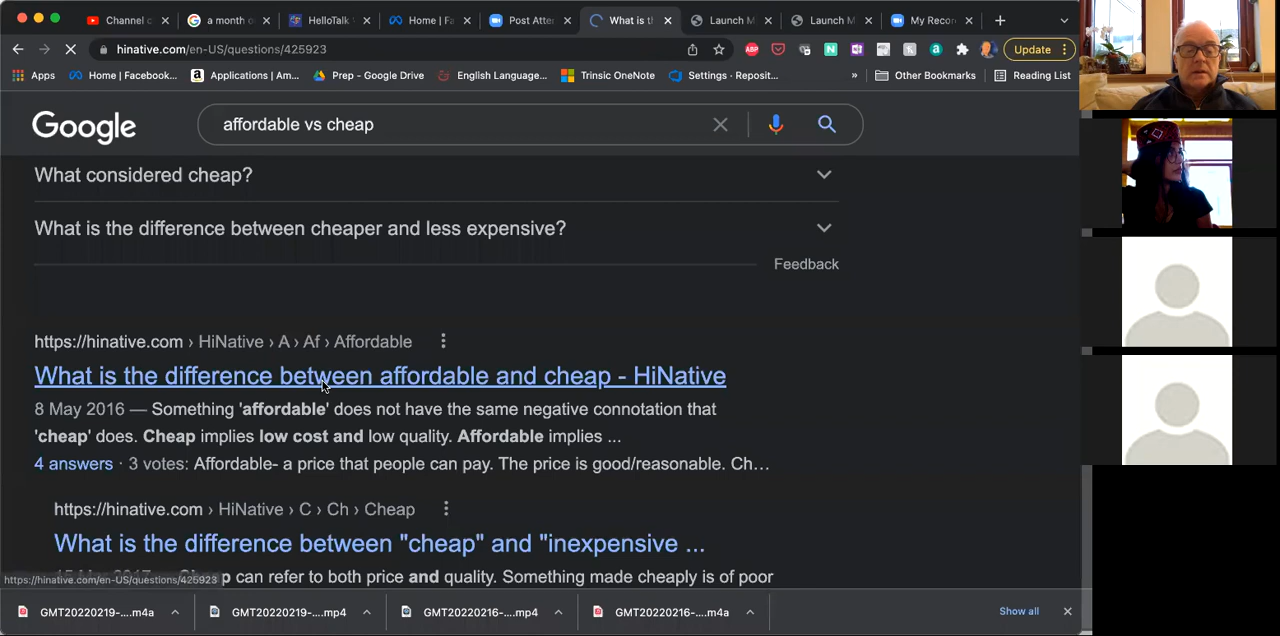 Channel c
a month o
HelloTalk
Home | Fa
Post Atter
What is th
Launch M
Launch M
My Recor
hinative.com/en-US/questions/425923
Update
Apps
Home | Facebook...
Applications | Am...
Prep - Google Drive
English Language...
Trinsic OneNote
Settings · Reposit...
»
Other Bookmarks
Reading List
Google
affordable vs cheap
What considered cheap?
What is the difference between cheaper and less expensive?
Feedback
https://hinative.com › HiNative › A › Af › Affordable
What is the difference between affordable and cheap - HiNative
8 May 2016 — Something 'affordable' does not have the same negative connotation that
'cheap' does. Cheap implies low cost and low quality. Affordable implies ...
4 answers · 3 votes: Affordable- a price that people can pay. The price is good/reasonable. Ch...
https://hinative.com › HiNative › C › Ch › Cheap
What is the difference between "cheap" and "inexpensive ...
can refer to both price and quality. Something made cheaply is of poor
https://hinative.com/en-US/questions/425923
GMT20220219-....m4a
GMT20220219-....mp4
GMT20220216-....mp4
GMT20220216-....m4a
Show all